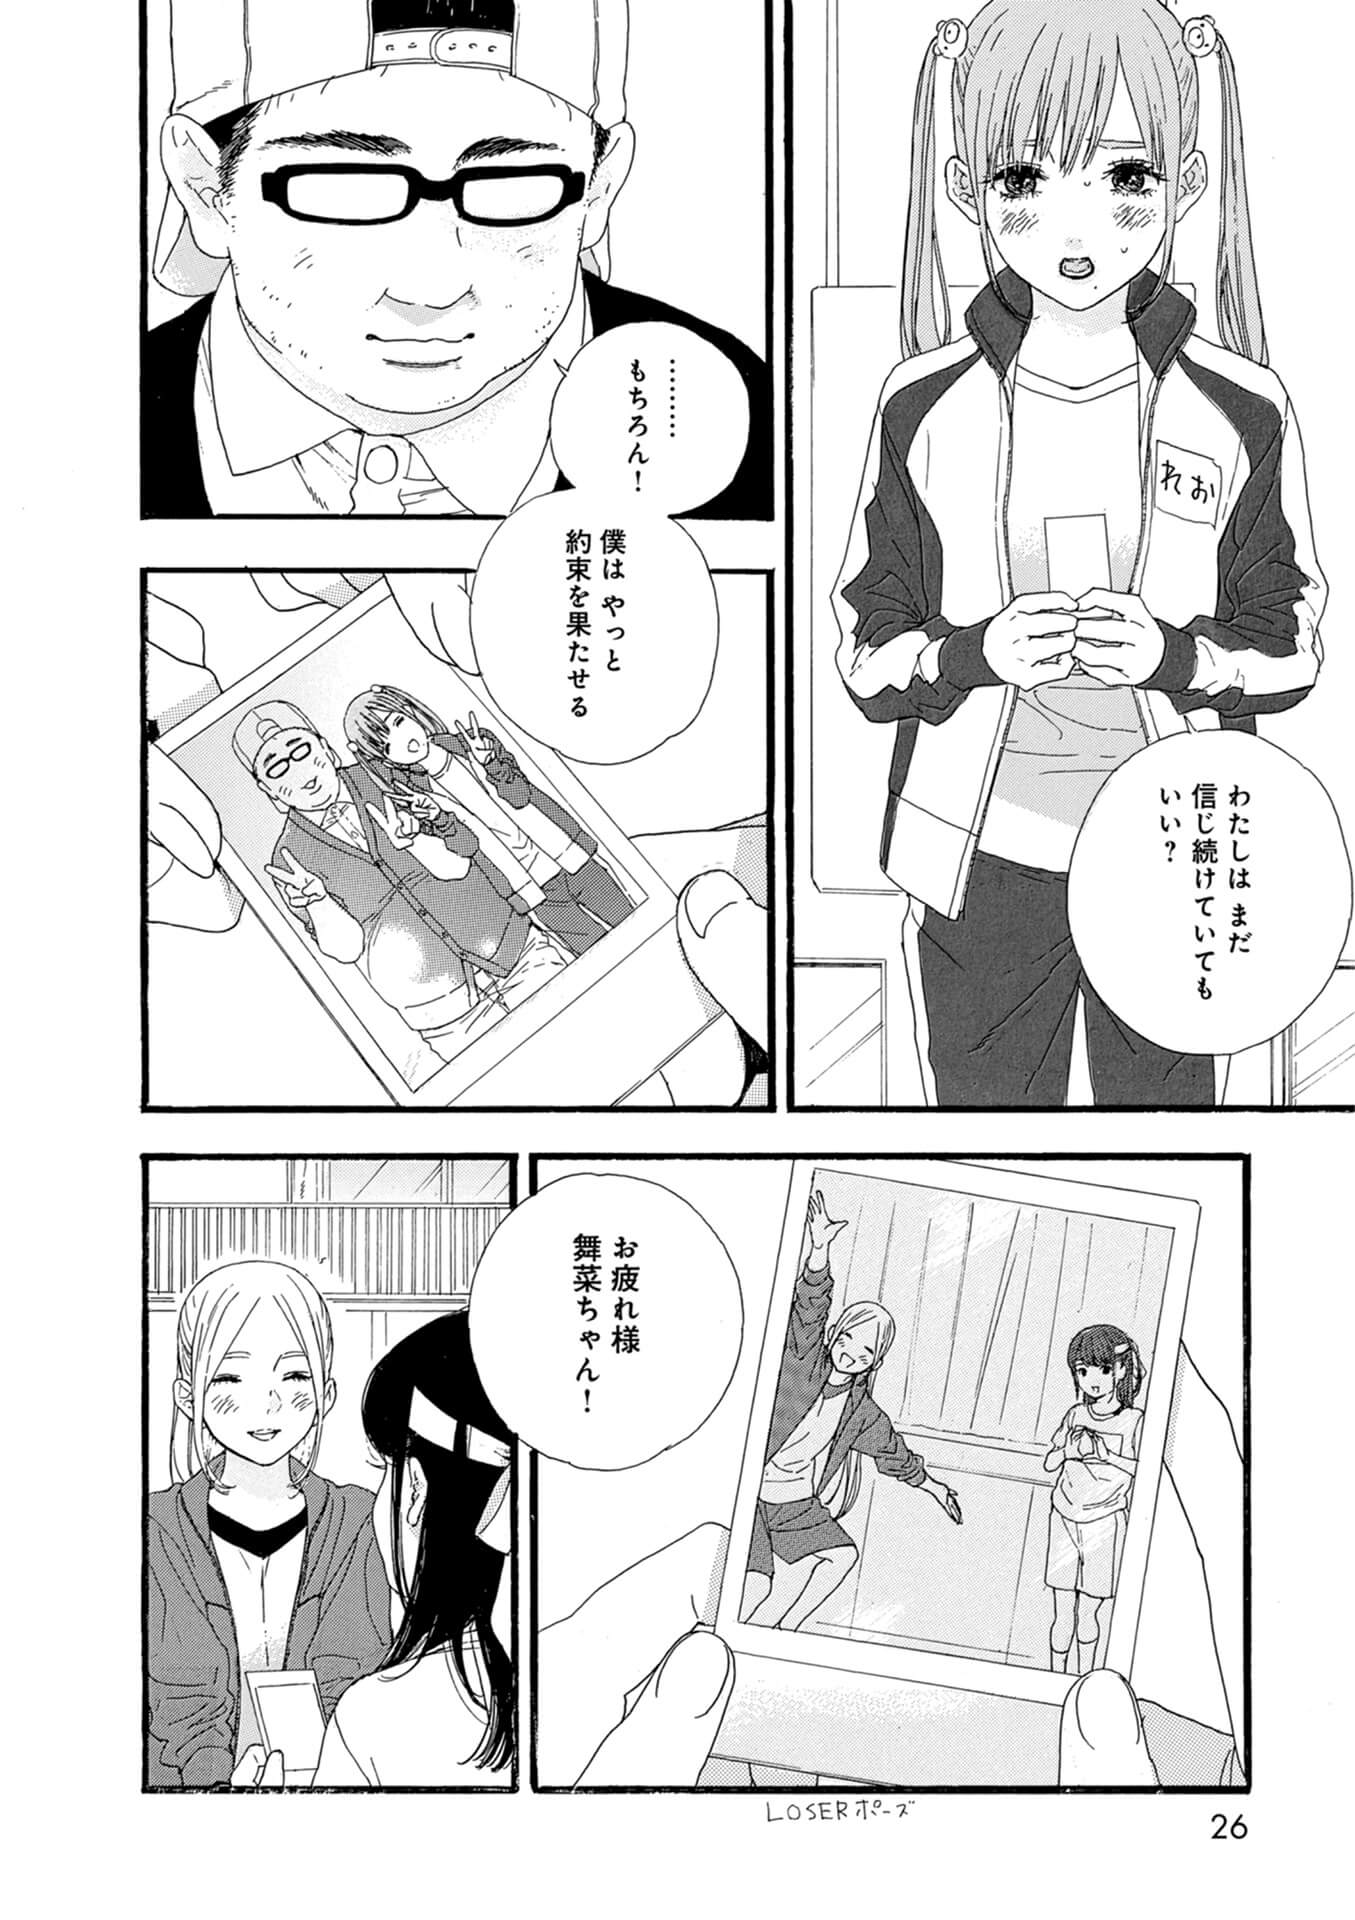 わたしは まだ
信じ続けていても
いい？
れお
………
もちろん！
僕は やっと
約束を果たせる
お疲れ様
舞菜ちゃん！
LOSERポーズ
26